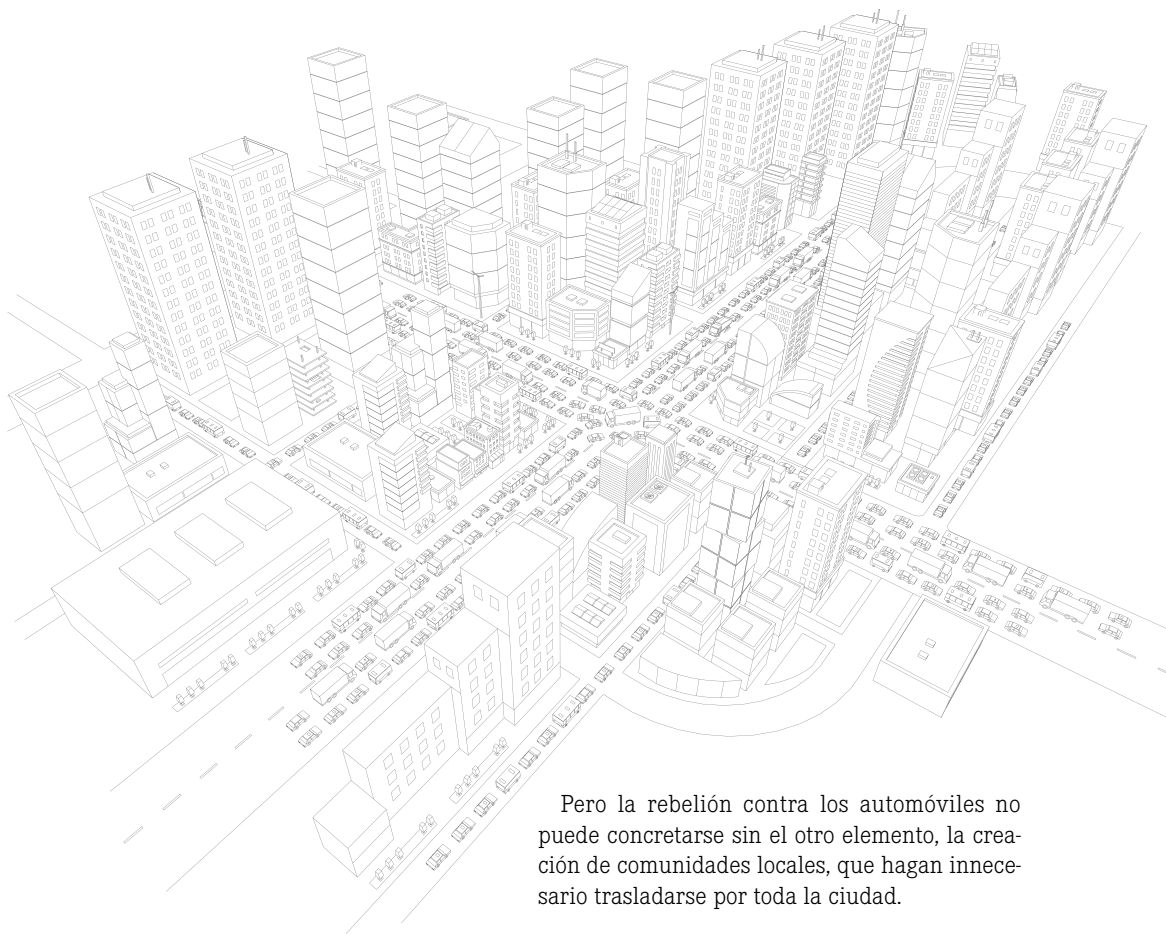 Pero la rebelión contra los automóviles no
puede concretarse sin el otro elemento, la crea-
ción de comunidades locales, que hagan innece-
sario trasladarse por toda la ciudad.